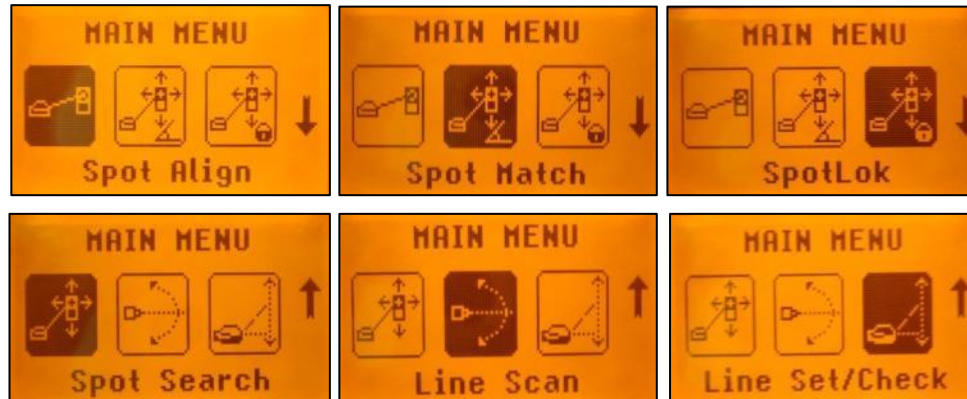 MAIN MENU
Spot Align
MAIN MENU
Spot Match
MAIN MENU
SpotLok
MAIN MENU
Spot Search
MAIN MENU
Line Scan
MAIN MENU
Line Set/Check